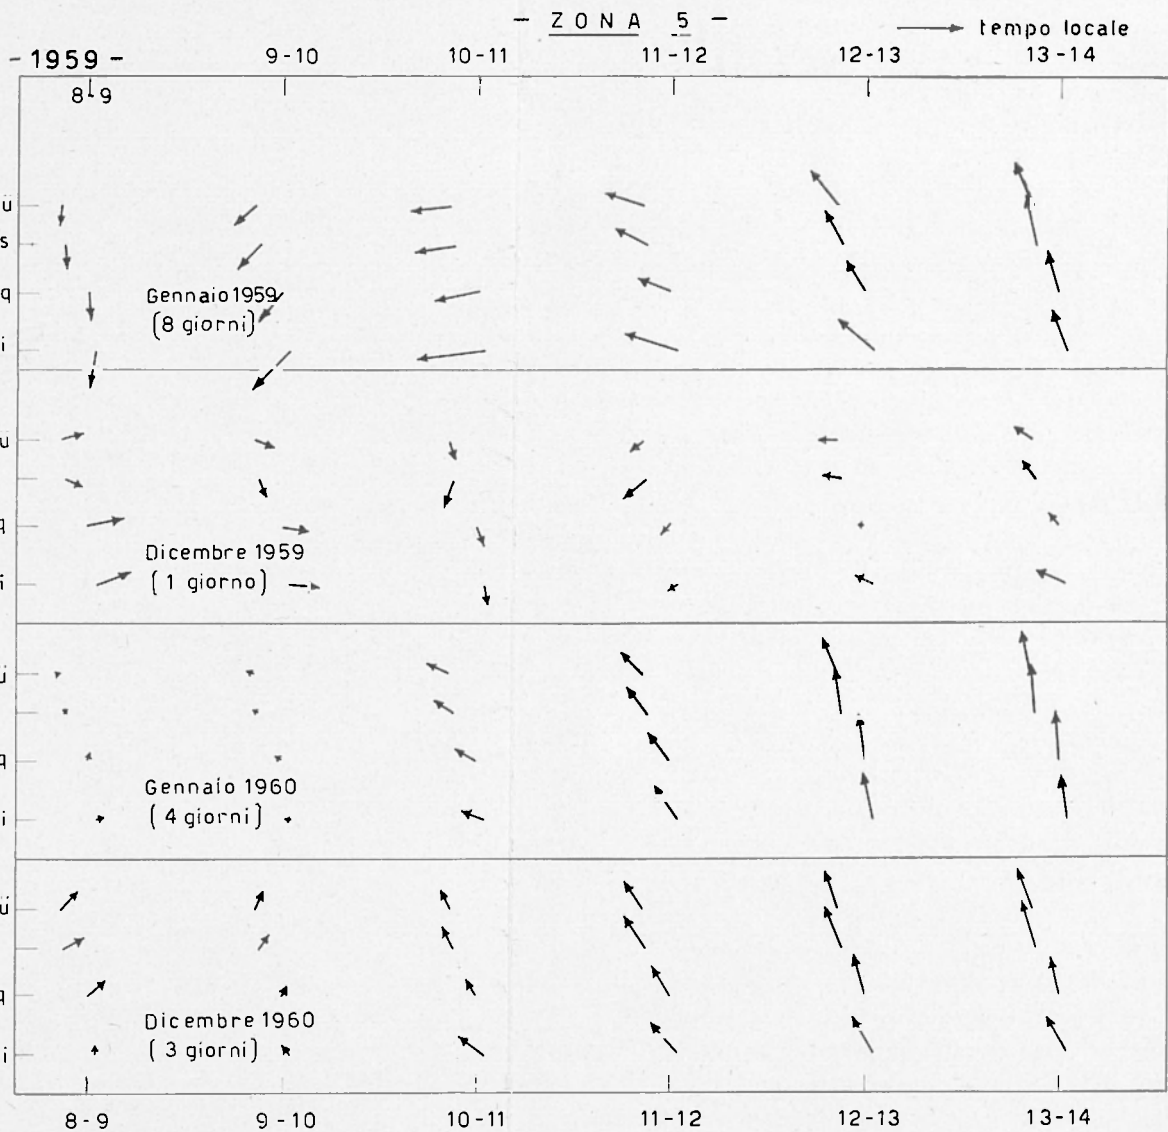 - ZONA 5 -
tempo locale
- 1959 -
8-9 9-10 10-11 11-12 12-13 13-14
ü
s
q
i
Gennaio 1959
(8 giorni)
u
q
i
Dicembre 1959
(1 giorno)
u
q
i
Gennaio 1960
(4 giorni)
ü
q
i
Dicembre 1960
(3 giorni)
8-9 9-10 10-11 11-12 12-13 13-14